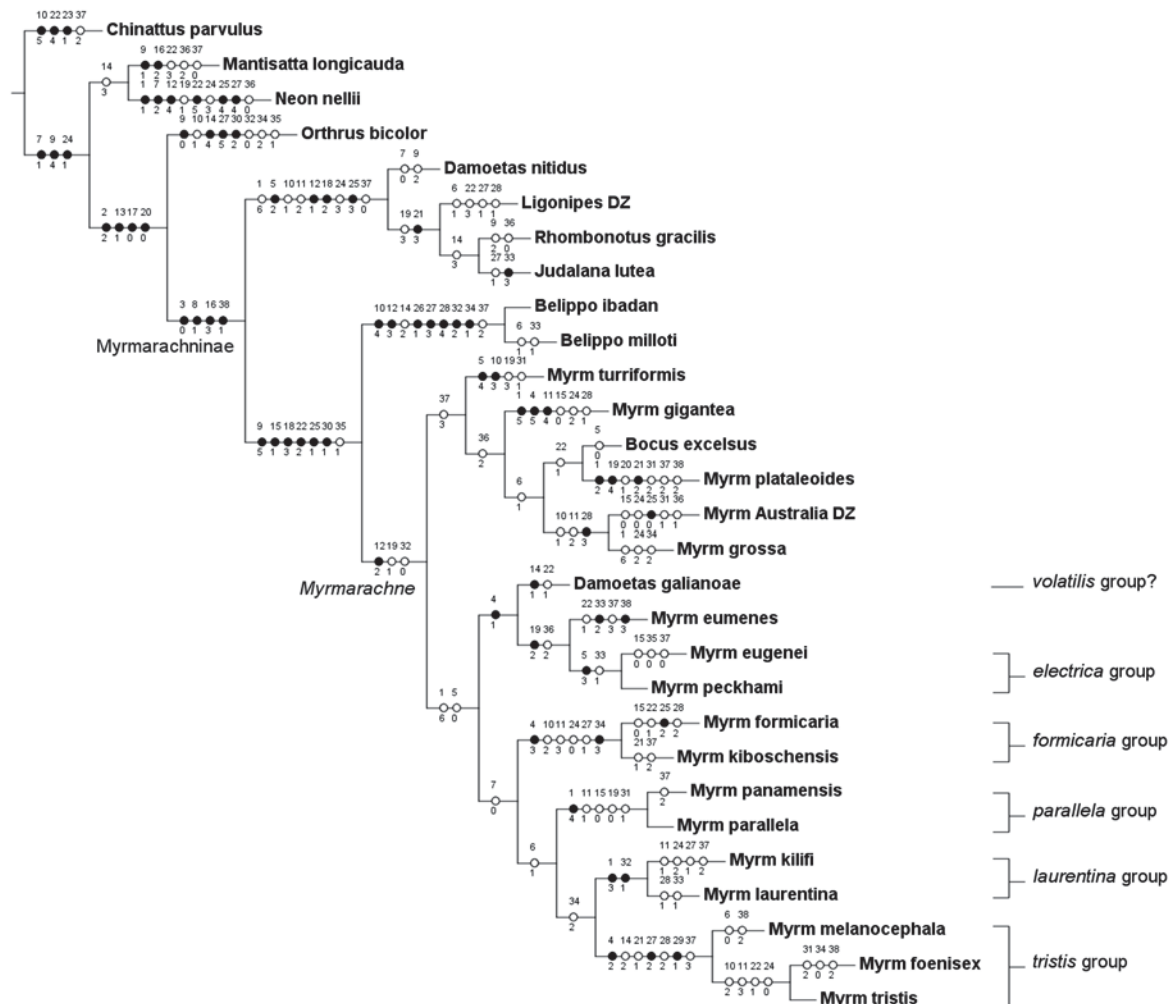 10 22 23 37
Chinattus parvulus
5 4 1 2
9 16 22 36 37
14
Mantisatta longicauda
1 2 3 2 0
3
1 7 12 19 22 24 25 27 36
Neon nellii
1 2 4 1 5 3 4 4 0
9 10 14 27 30 32 34 35
7 9 24
Orthrus bicolor
1 4 1
0 1 4 5 2 0 2 1
7 9
Damoetas nitidus
1 5 10 11 12 18 24 25 37
0 2
6 2 1 2 1 2 3 3 0
6 22 27 28
Ligonipes DZ
2 13 17 20
19 21
1 3 1 1
2 1 0 0
3 3
9 36
14
Rhombonotus gracilis
2 0
3
27 33
Judalana lutea
1 3
3 8 16 38
10 12 14 26 27 28 32 34 37
Belippo ibadan
0 1 3 1
4 3 2 1 3 4 2 1 2
Myrmarachninae
6 33
Belippo milloti
1 1
5 10 19 31
Myrm turriformis
4 3 3 1
37
1 4 11 15 24 28
Myrm gigantea
3
5 5 4 0 2 1
9 15 18 22 25 30 35
36
5
Bocus excelsus
5 1 3 2 1 1 1
2
22
0
1
1 19 20 21 31 37 38
6
Myrm plataleoides
2 4 1 2 2 2 2
1
15 24 25 31 36
10 11 28
Myrm Australia DZ
0 0 0 1 1
1 2 3
1 24 34
12 19 32
Myrm grossa
2 1 0
6 2 2
Myrmarachne
14 22
Damoetas galianoae
volatilis group?
1 1
4
22 33 37 38
1
Myrm eumenes
19 36
1 2 3 3
2 2
15 35 37
5 33
Myrm eugenei
0 0 0
electrica group
3 1
Myrm peckhami
1 5
6 0
15 22 25 28
4 10 11 24 27 34
Myrm formicaria
0 1 2 2
3 2 3 0 1 3
formicaria group
21 37
Myrm kiboschensis
1 2
7
0
37
1 11 15 19 31
Myrm panamensis
2
4 1 0 0 1
parallela group
Myrm parallela
6
1
11 24 27 37
1 32
Myrm kilifi
1 2 1 2
3 1
laurentina group
28 33
Myrm laurentina
1 1
34
2
6 38
4 14 21 27 28 29 37
Myrm melanocephala
0 2
2 2 1 2 2 1 3
31 34 38
10 11 22 24
Myrm foenisex
tristis group
2 0 2
2 3 1 0
Myrm tristis